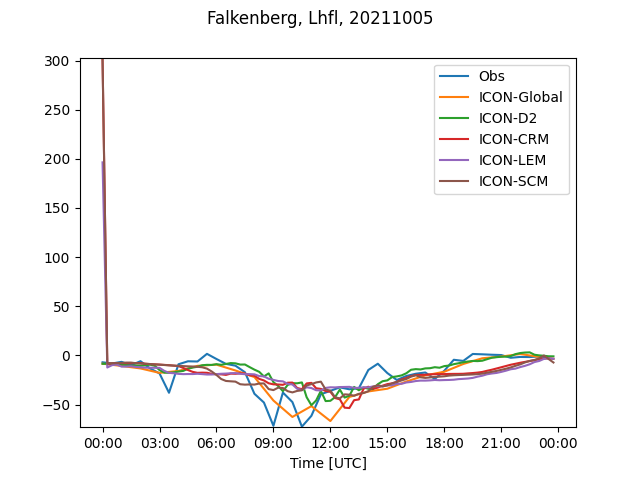 Falkenberg, Lhfl, 20211005
300
250
200
150
100
50
0
−50
Obs
ICON-Global
ICON-D2
ICON-CRM
ICON-LEM
ICON-SCM
00:00 03:00 06:00 09:00 12:00 15:00 18:00 21:00 00:00
Time [UTC]